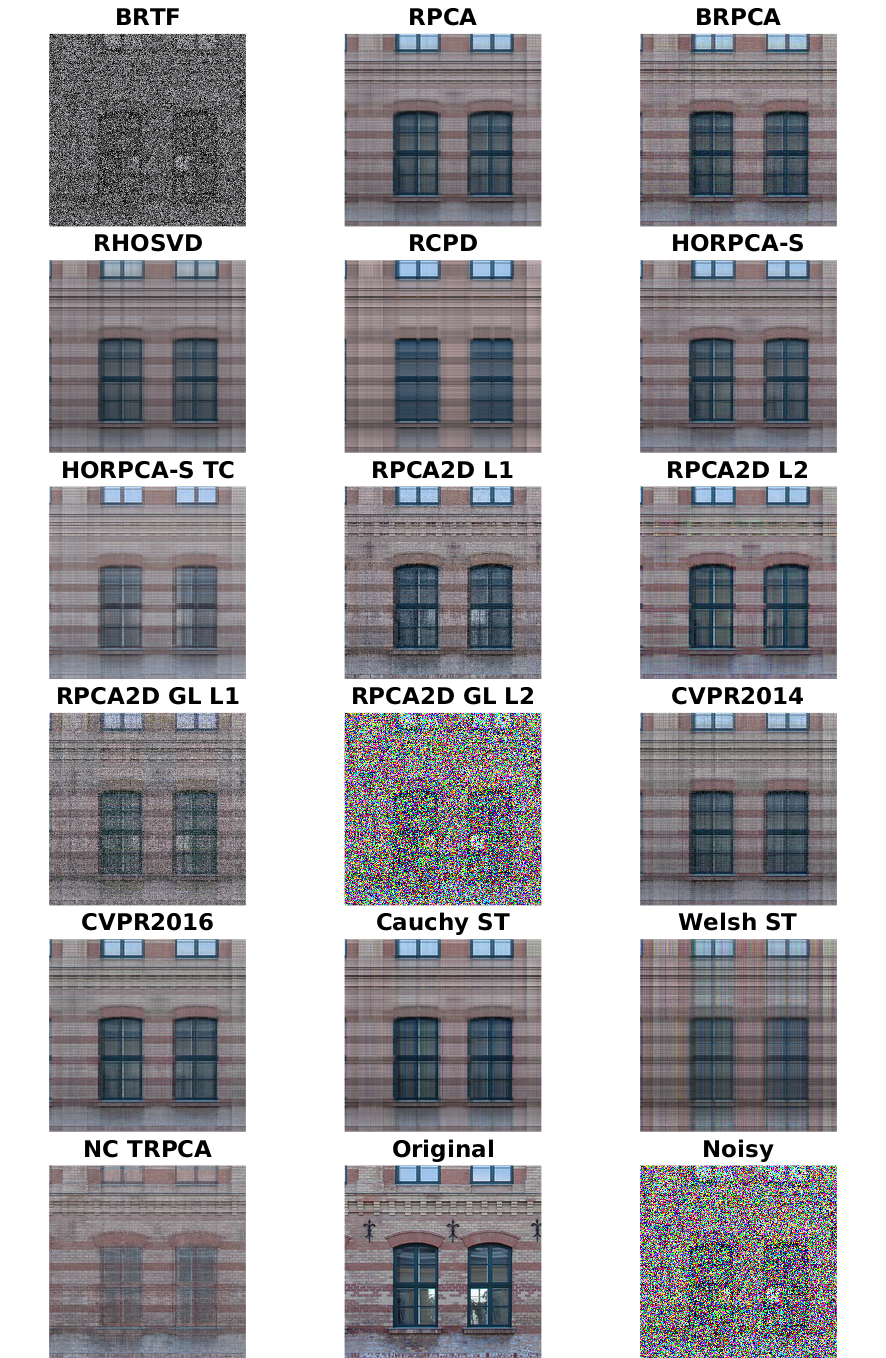 BRTF RPCA BRPCA
RHOSVD RCPD HORPCA-S
HORPCA-S TC RPCA2D L1 RPCA2D L2
RPCA2D GL L1 RPCA2D GL L2 CVPR2014
CVPR2016 Cauchy ST Welsh ST
NC TRPCA Original Noisy